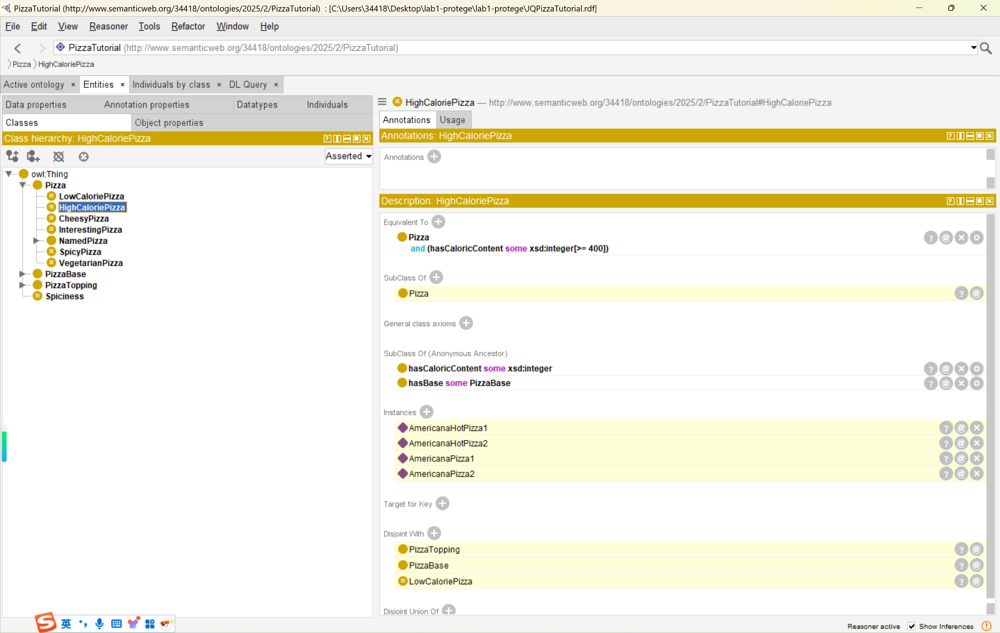 PizzaTutorial (http://www.semanticweb.org/34418/ontologies/2025/2/PizzaTutorial) : [C:\Users\34418\Desktop\lab1-protege\lab1-protege\JQPizzaTutorial.rdf]
File Edit View Reasoner Tools Refactor Window Help
PizzaTutorial (http://www.semanticweb.org/34418/ontologies/2025/2/PizzaTutorial)
Pizza HighCaloriePizza
Active ontology × Entities × Individuals by class × DL Query ×
Data properties Annotation properties Datatypes Individuals
Classes Object properties
Class hierarchy: HighCaloriePizza
Asserted
owl:Thing
Pizza
LowCaloriePizza
HighCaloriePizza
CheesyPizza
InterestingPizza
NamedPizza
SpicyPizza
VegetarianPizza
PizzaBase
PizzaTopping
Spiciness
HighCaloriePizza — http://www.semanticweb.org/34418/ontologies/2025/2/PizzaTutorial#HighCaloriePizza
Annotations Usage
Annotations: HighCaloriePizza
Annotations
Description: HighCaloriePizza
Equivalent To
Pizza
and (hasCaloricContent some xsd:integer[>= 400])
SubClass Of
Pizza
General class axioms
SubClass Of (Anonymous Ancestor)
hasCaloricContent some xsd:integer
hasBase some PizzaBase
Instances
AmericanaHotPizza1
AmericanaHotPizza2
AmericanaPizza1
AmericanaPizza2
Target for Key
Disjoint With
PizzaTopping
PizzaBase
LowCaloriePizza
Disjoint Union Of
英
Reasoner active Show Inferences